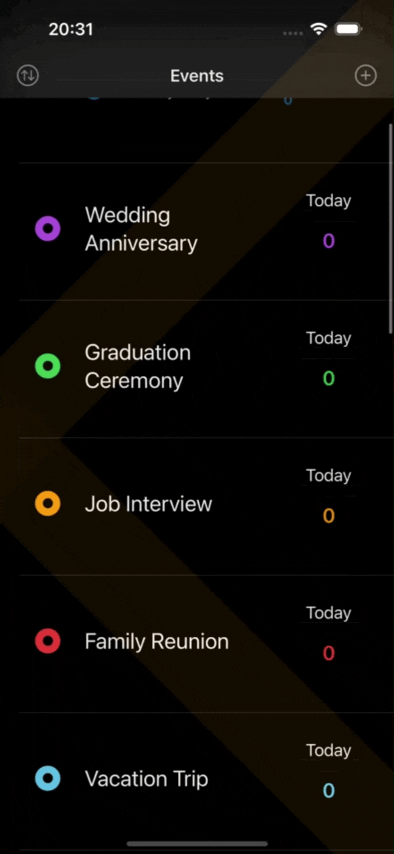 20:31
Events
0
Wedding
Anniversary
Today
0
Graduation
Ceremony
Today
0
Job Interview
Today
0
Family Reunion
Today
0
Vacation Trip
Today
0